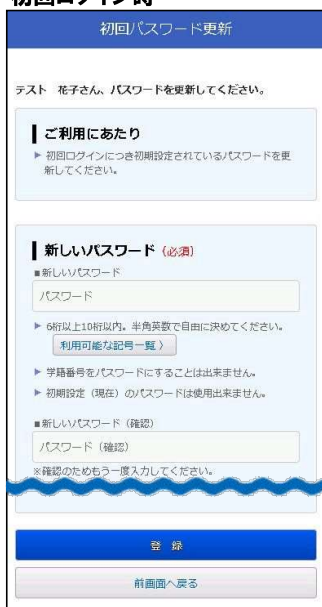 初回ログイン時
初回パスワード更新
テスト 花子さん、パスワードを更新してください。
ご利用にあたり
▶ 初回ログインにつき初期設定されているパスワードを更
新してください。
新しいパスワード (必須)
■新しいパスワード
パスワード
▶ 6桁以上10桁以内。半角英数で自由に決めてください。
利用可能な記号一覧 〉
▶ 学籍番号をパスワードにすることは出来ません。
▶ 初期設定(現在)のパスワードは使用出来ません。
■新しいパスワード(確認)
パスワード(確認)
※確認のためもう一度入力してください。
登 録
前画面へ戻る